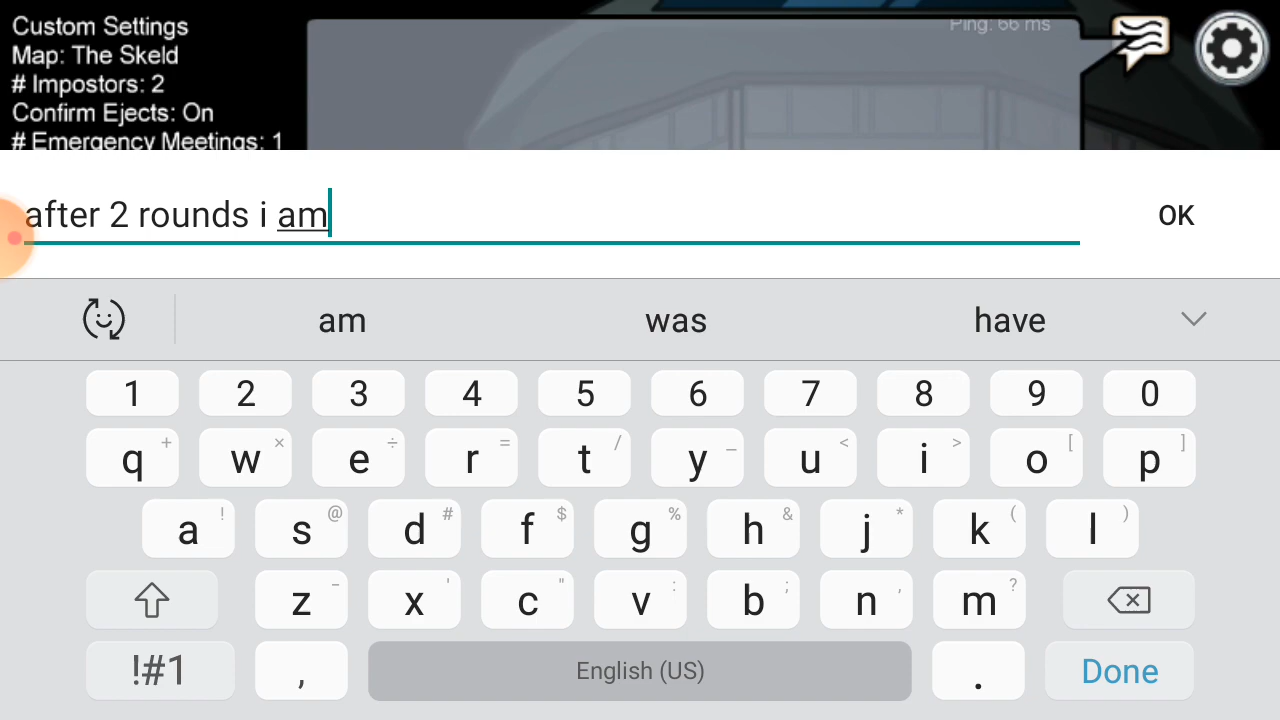 Custom Settings
Map: The Skeld
# Impostors: 2
Confirm Ejects: On
# Emergency Meetings: 1
Ping: 66 ms
after 2 rounds i am
OK
am was have
1 2 3 4 5 6 7 8 9 0
q + w × e ÷ r = t / y _ u < i > o [ p ]
a ! s @ d # f $ g % h & j * k ( l )
z - x ' c " v : b ; n , m ?
!#1 , English (US) . Done